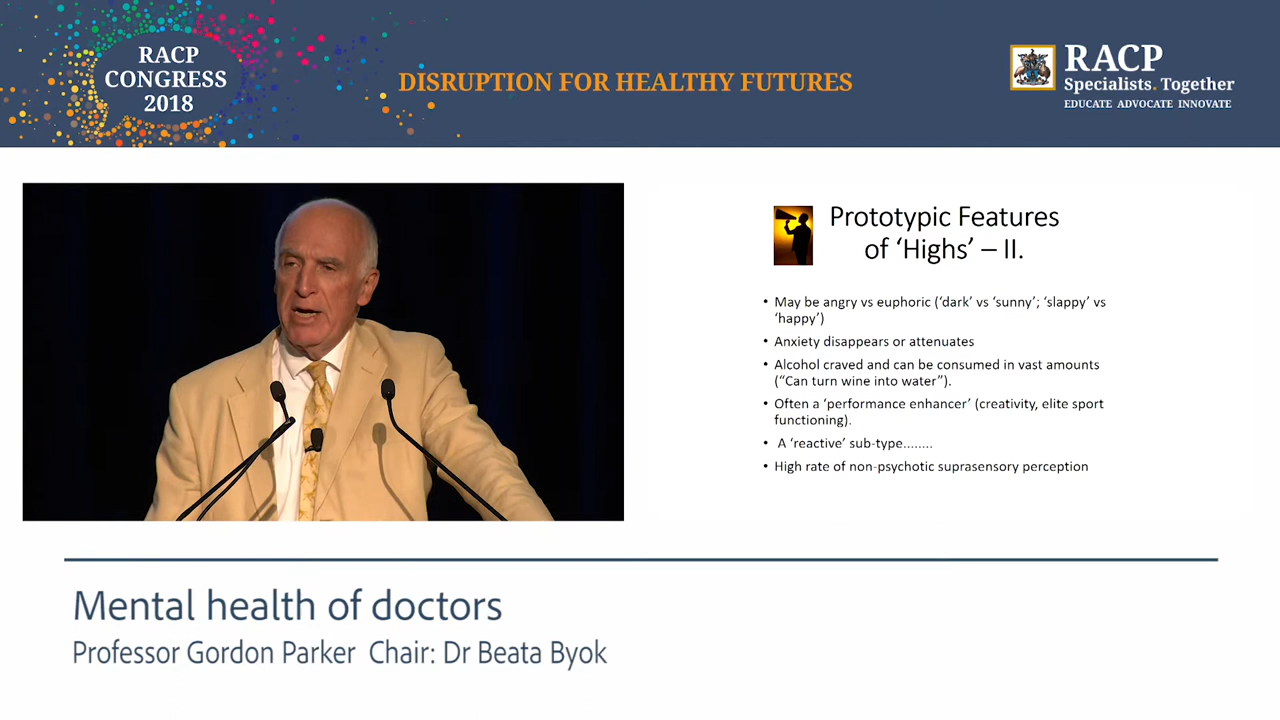 RACP
CONGRESS
2018
DISRUPTION FOR HEALTHY FUTURES
RACP
Specialists. Together
EDUCATE ADVOCATE INNOVATE
Prototypic Features
of ‘Highs’ – II.
• May be angry vs euphoric (‘dark’ vs ‘sunny’; ‘slappy’ vs
‘happy’)
• Anxiety disappears or attenuates
• Alcohol craved and can be consumed in vast amounts
(“Can turn wine into water”).
• Often a ‘performance enhancer’ (creativity, elite sport
functioning).
• A ‘reactive’ sub-type........
• High rate of non-psychotic suprasensory perception
Mental health of doctors
Professor Gordon Parker Chair: Dr Beata Byok